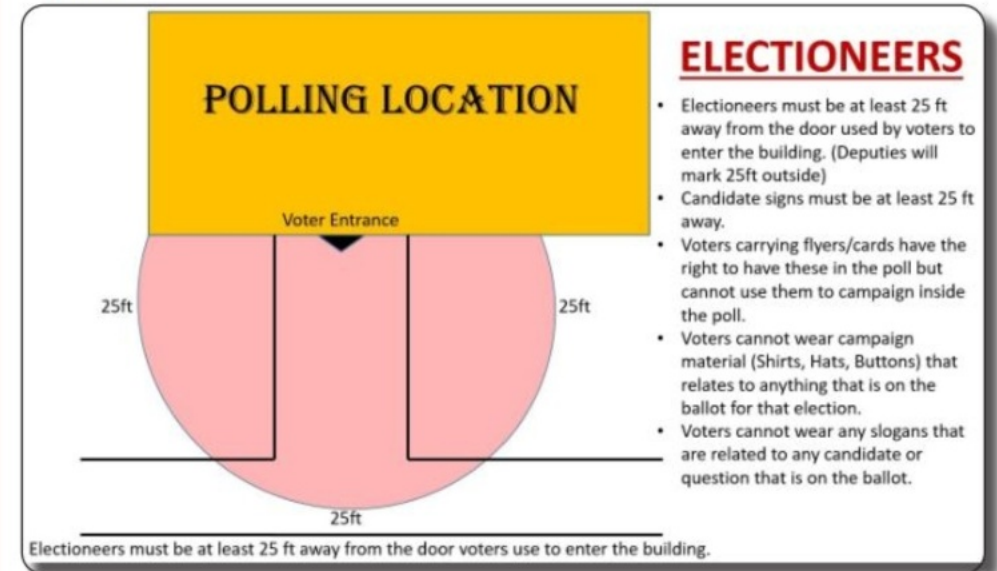 POLLING LOCATION
Voter Entrance
25ft
25ft
25ft
Electioneers must be at least 25 ft away from the door voters use to enter the building.
ELECTIONEERS
• Electioneers must be at least 25 ft
away from the door used by voters to
enter the building. (Deputies will
mark 25ft outside)
• Candidate signs must be at least 25 ft
away.
• Voters carrying flyers/cards have the
right to have these in the poll but
cannot use them to campaign inside
the poll.
• Voters cannot wear campaign
material (Shirts, Hats, Buttons) that
relates to anything that is on the
ballot for that election.
• Voters cannot wear any slogans that
are related to any candidate or
question that is on the ballot.